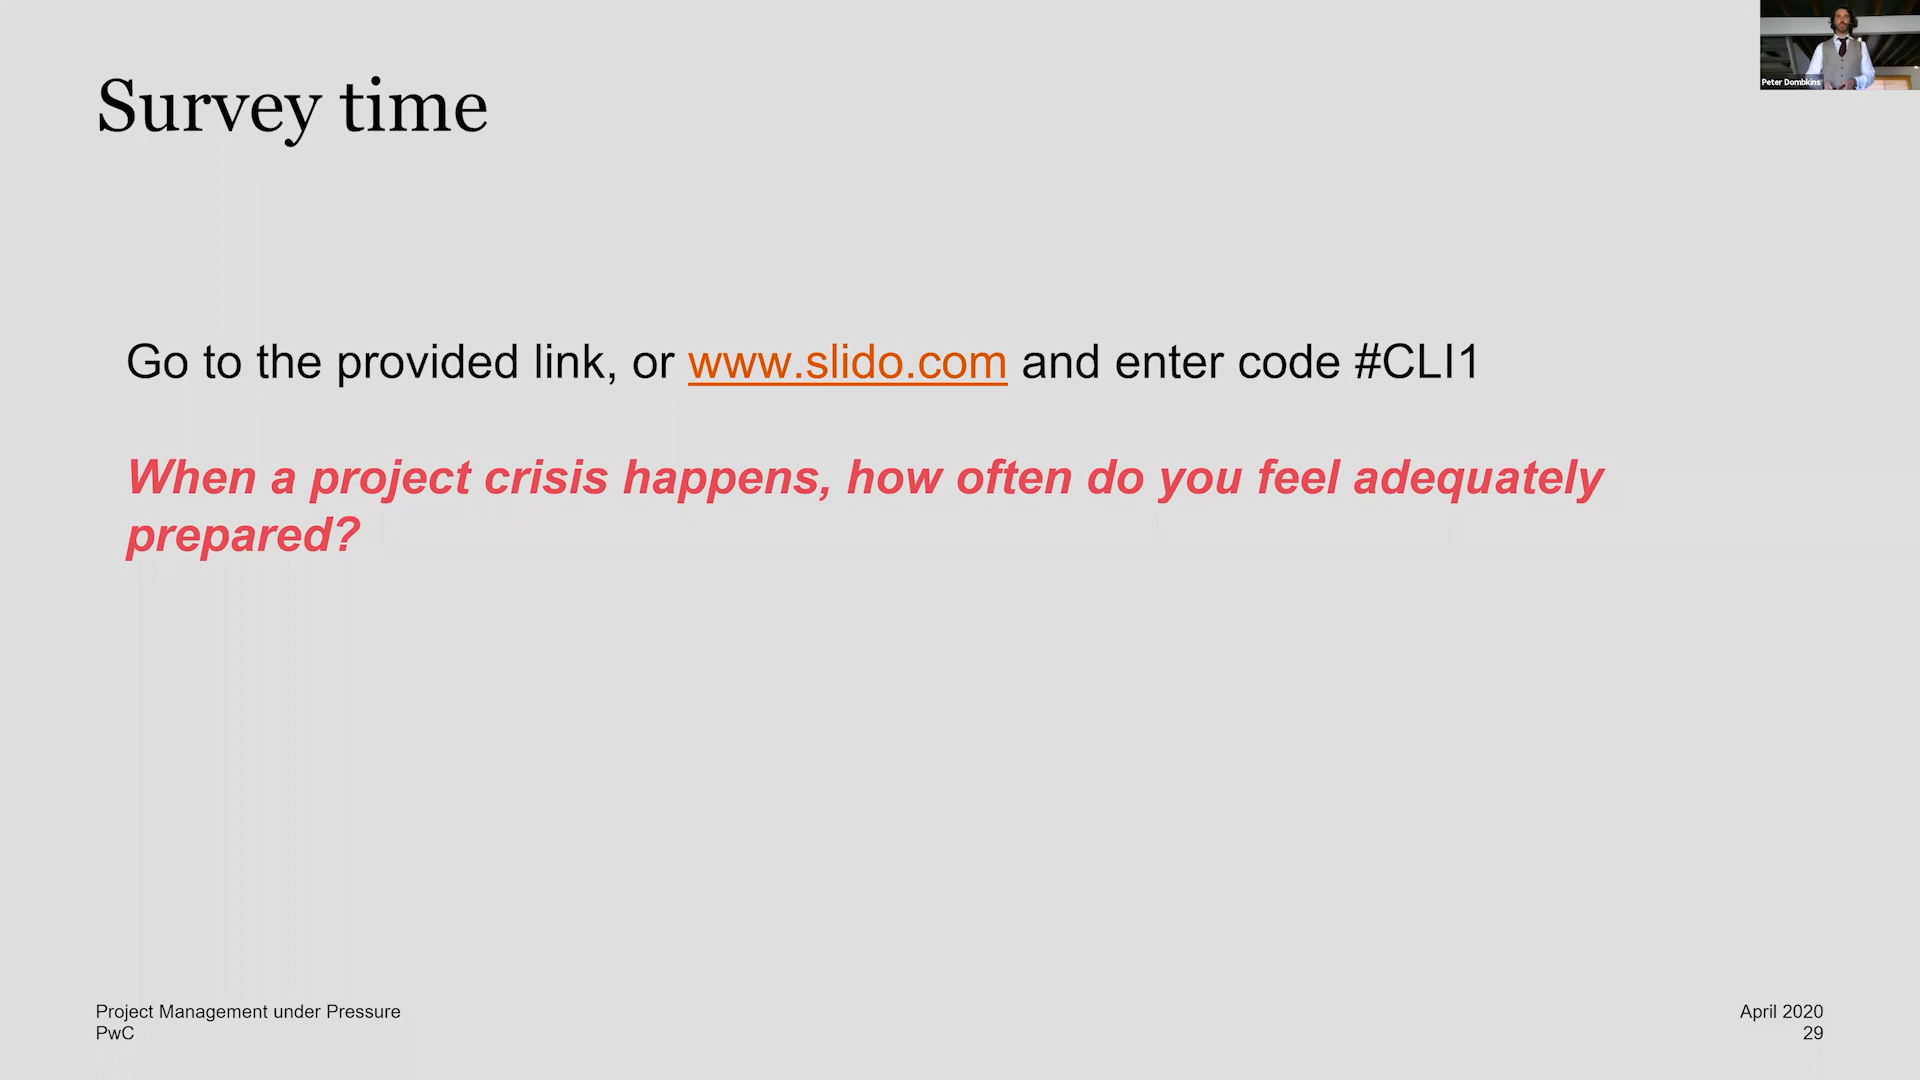 Peter Dombkins
Survey time
Go to the provided link, or www.slido.com and enter code #CLI1
When a project crisis happens, how often do you feel adequately
prepared?
Project Management under Pressure
PwC
April 2020
29